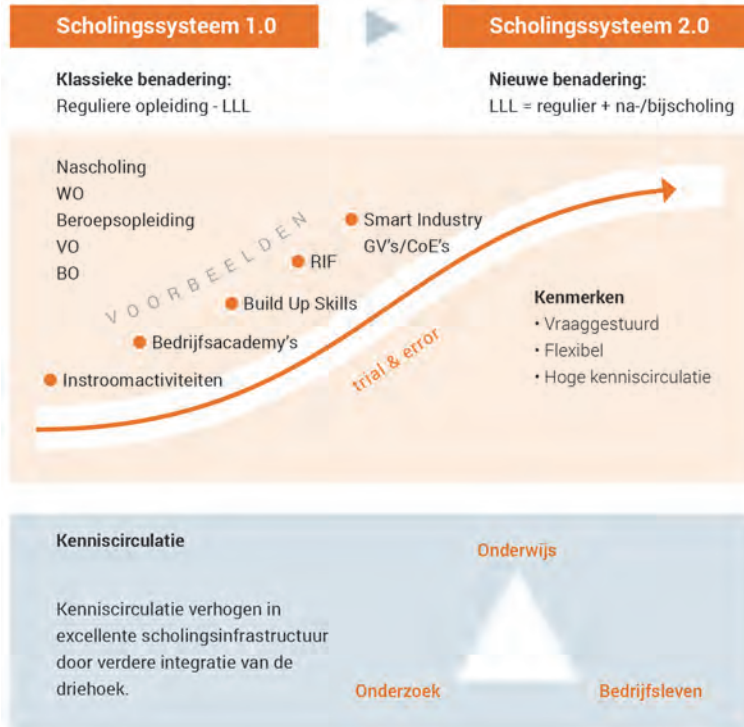 Scholingssysteem 1.0
Scholingssysteem 2.0
Klassieke benadering:
Reguliere opleiding - LLL
Nieuwe benadering:
LLL = regulier + na-/bijscholing
Nascholing
WO
Beroepsopleiding
VO
BO
VOORBEELDEN
Smart Industry
GV's/CoE's
RIF
Build Up Skills
Bedrijfsacademy's
Instroomactiviteiten
trial & error
Kenmerken
• Vraaggestuurd
• Flexibel
• Hoge kenniscirculatie
Kenniscirculatie
Kenniscirculatie verhogen in
excellente scholingsinfrastructuur
door verdere integratie van de
driehoek.
Onderwijs
Onderzoek
Bedrijfsleven